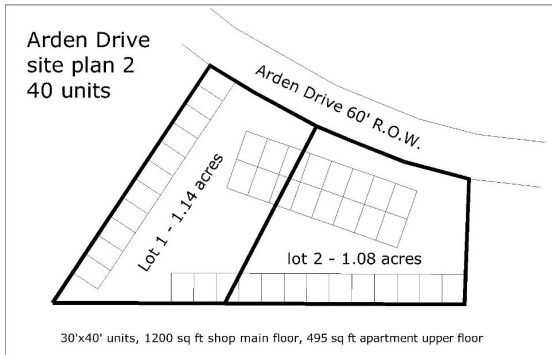 Arden Drive
site plan 2
40 units
Arden Drive 60' R.O.W.
Lot 1 - 1.14 acres
lot 2 - 1.08 acres
30'x40' units, 1200 sq ft shop main floor, 495 sq ft apartment upper floor